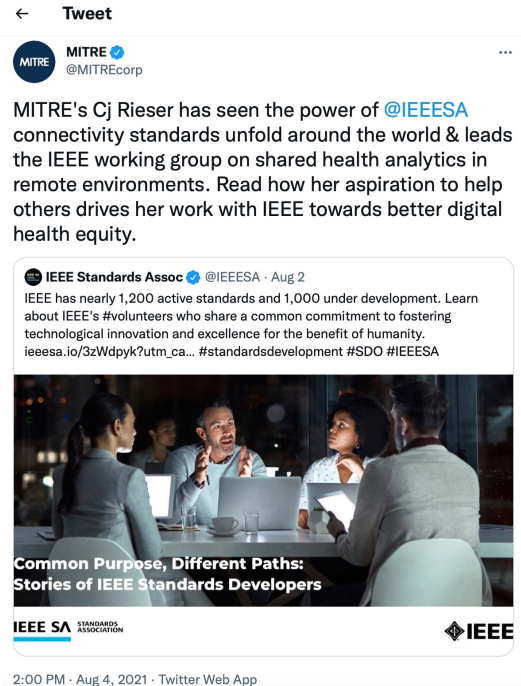 Tweet
MITRE
MITRE
@MITREcorp
MITRE's Cj Rieser has seen the power of @IEEESA
connectivity standards unfold around the world & leads
the IEEE working group on shared health analytics in
remote environments. Read how her aspiration to help
others drives her work with IEEE towards better digital
health equity.
IEEE Standards Assoc @IEEESA · Aug 2
IEEE has nearly 1,200 active standards and 1,000 under development. Learn
about IEEE's #volunteers who share a common commitment to fostering
technological innovation and excellence for the benefit of humanity.
ieeesa.io/3zWdpyk?utm_ca... #standardsdevelopment #SDO #IEEESA
Common Purpose, Different Paths:
Stories of IEEE Standards Developers
IEEE SA STANDARDS
ASSOCIATION
IEEE
2:00 PM · Aug 4, 2021 · Twitter Web App